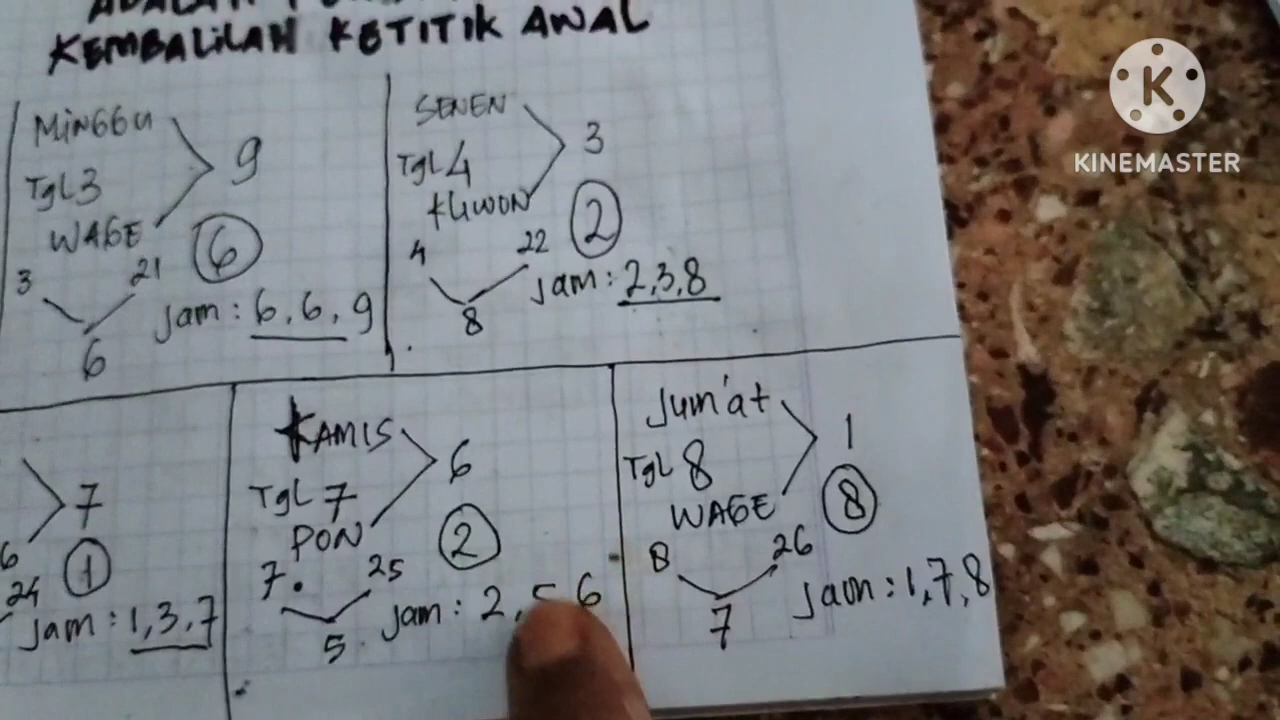 KEMBALILAH KETITIK AWAL
MINGGU
9
Tgl 3
WAGE
6
3
21
Jam : 6, 6, 9
6
SENEN
3
Tgl 4
KLIWON
2
4
22
Jam : 2,3,8
8
7
6
1
24
Jam : 1,3,7
KAMIS
6
Tgl 7
PON
2
7.
25
Jam : 2, 5 6
5
Jum'at
1
Tgl 8
WAGE
8
8
26
Jam : 1,7,8
7
K
KINEMASTER